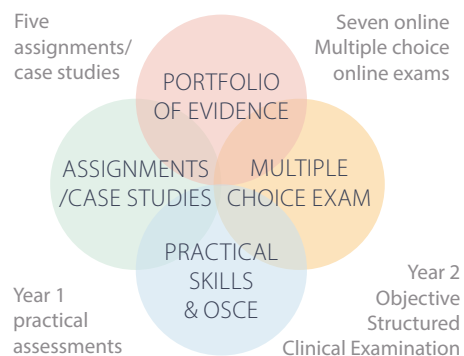 Five
assignments/
case studies
Seven online
Multiple choice
online exams
PORTFOLIO
OF EVIDENCE
ASSIGNMENTS
/CASE STUDIES
MULTIPLE
CHOICE EXAM
PRACTICAL
SKILLS
& OSCE
Year 1
practical
assessments
Year 2
Objective
Structured
Clinical Examination